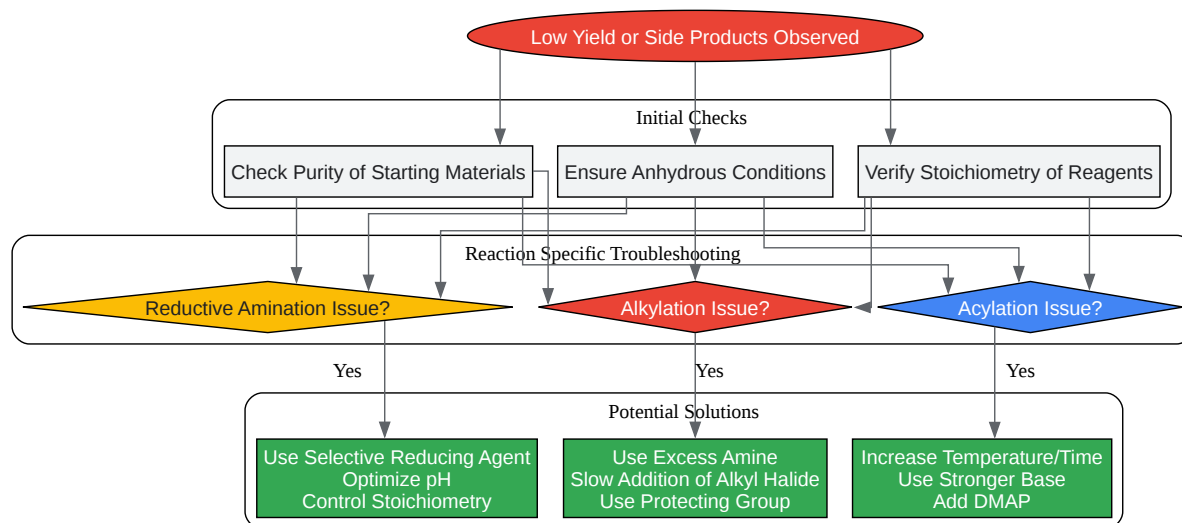 Low Yield or Side Products Observed
Initial Checks
Check Purity of Starting Materials
Ensure Anhydrous Conditions
Verify Stoichiometry of Reagents
Reaction Specific Troubleshooting
Reductive Amination Issue?
Alkylation Issue?
Acylation Issue?
Yes
Yes
Yes
Potential Solutions
Use Selective Reducing Agent
Optimize pH
Control Stoichiometry
Use Excess Amine
Slow Addition of Alkyl Halide
Use Protecting Group
Increase Temperature/Time
Use Stronger Base
Add DMAP